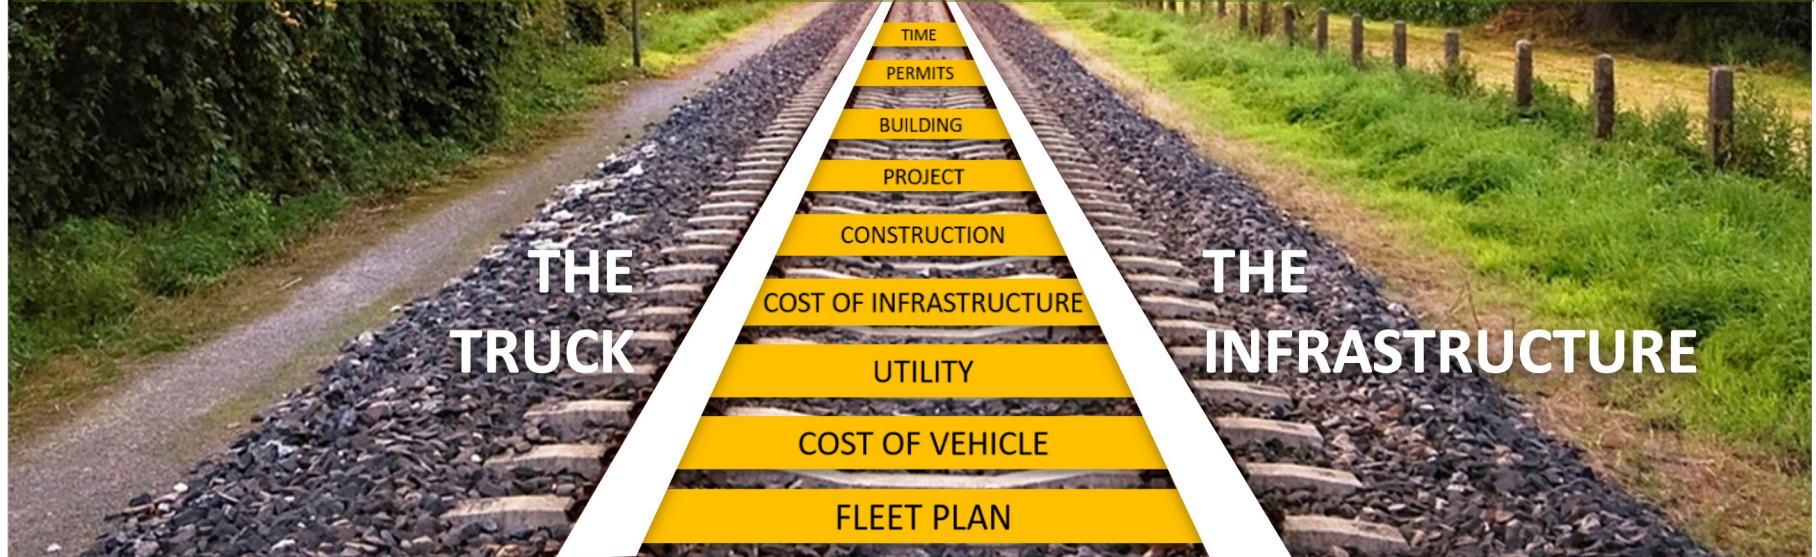 TIME
PERMITS
BUILDING
PROJECT
CONSTRUCTION
COST OF INFRASTRUCTURE
UTILITY
COST OF VEHICLE
FLEET PLAN
THE
TRUCK
THE
INFRASTRUCTURE